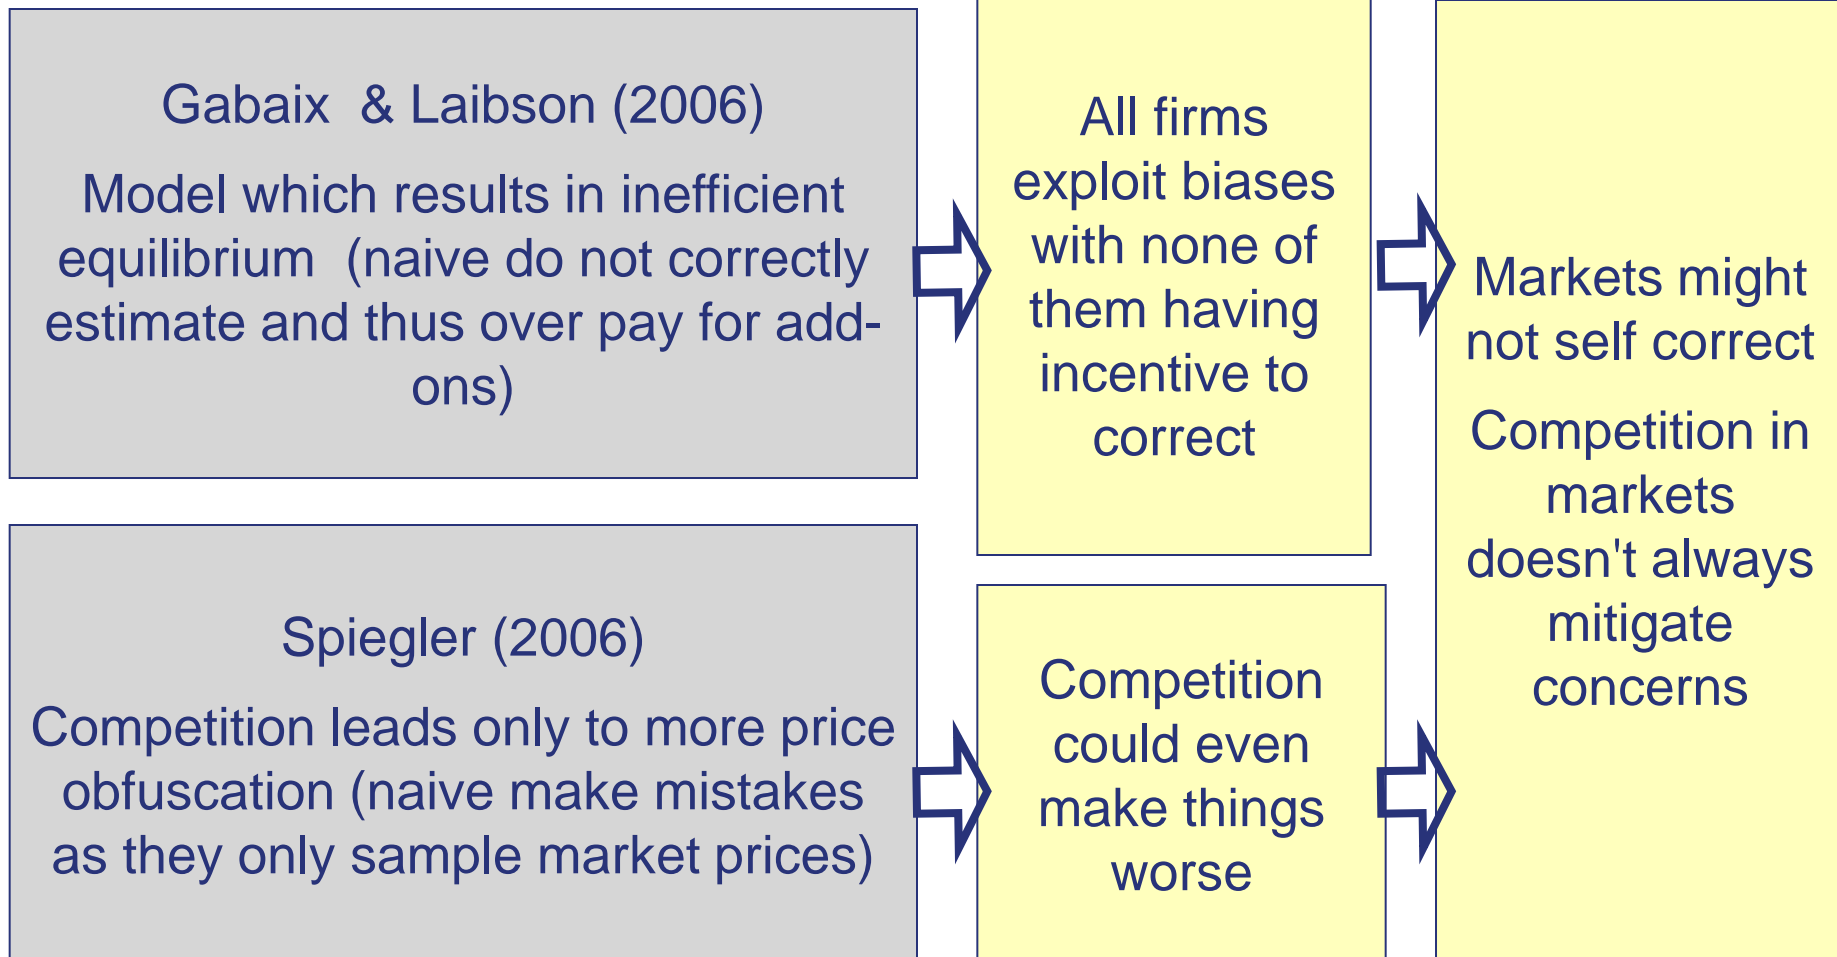 Gabaix & Laibson (2006)
Model which results in inefficient
equilibrium (naive do not correctly
estimate and thus over pay for add-
ons)
All firms
exploit biases
with none of
them having
incentive to
correct
Spiegler (2006)
Competition leads only to more price
obfuscation (naive make mistakes
as they only sample market prices)
Competition
could even
make things
worse
Markets might
not self correct
Competition in
markets
doesn't always
mitigate
concerns